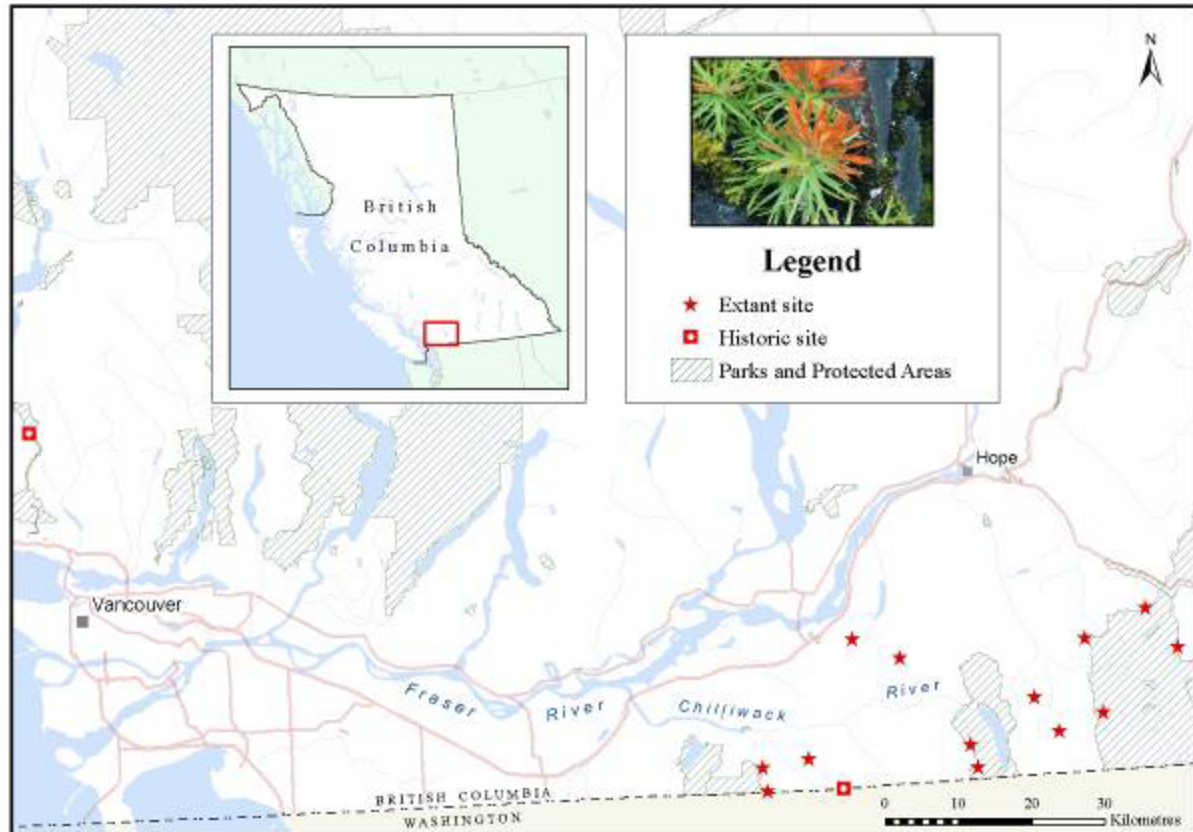 N
British
Columbia
Legend
Extant site
Historic site
Parks and Protected Areas
Hope
Vancouver
Fraser River
Chilliwack River
BRITISH COLUMBIA
WASHINGTON
0 10 20 30
Kilometres